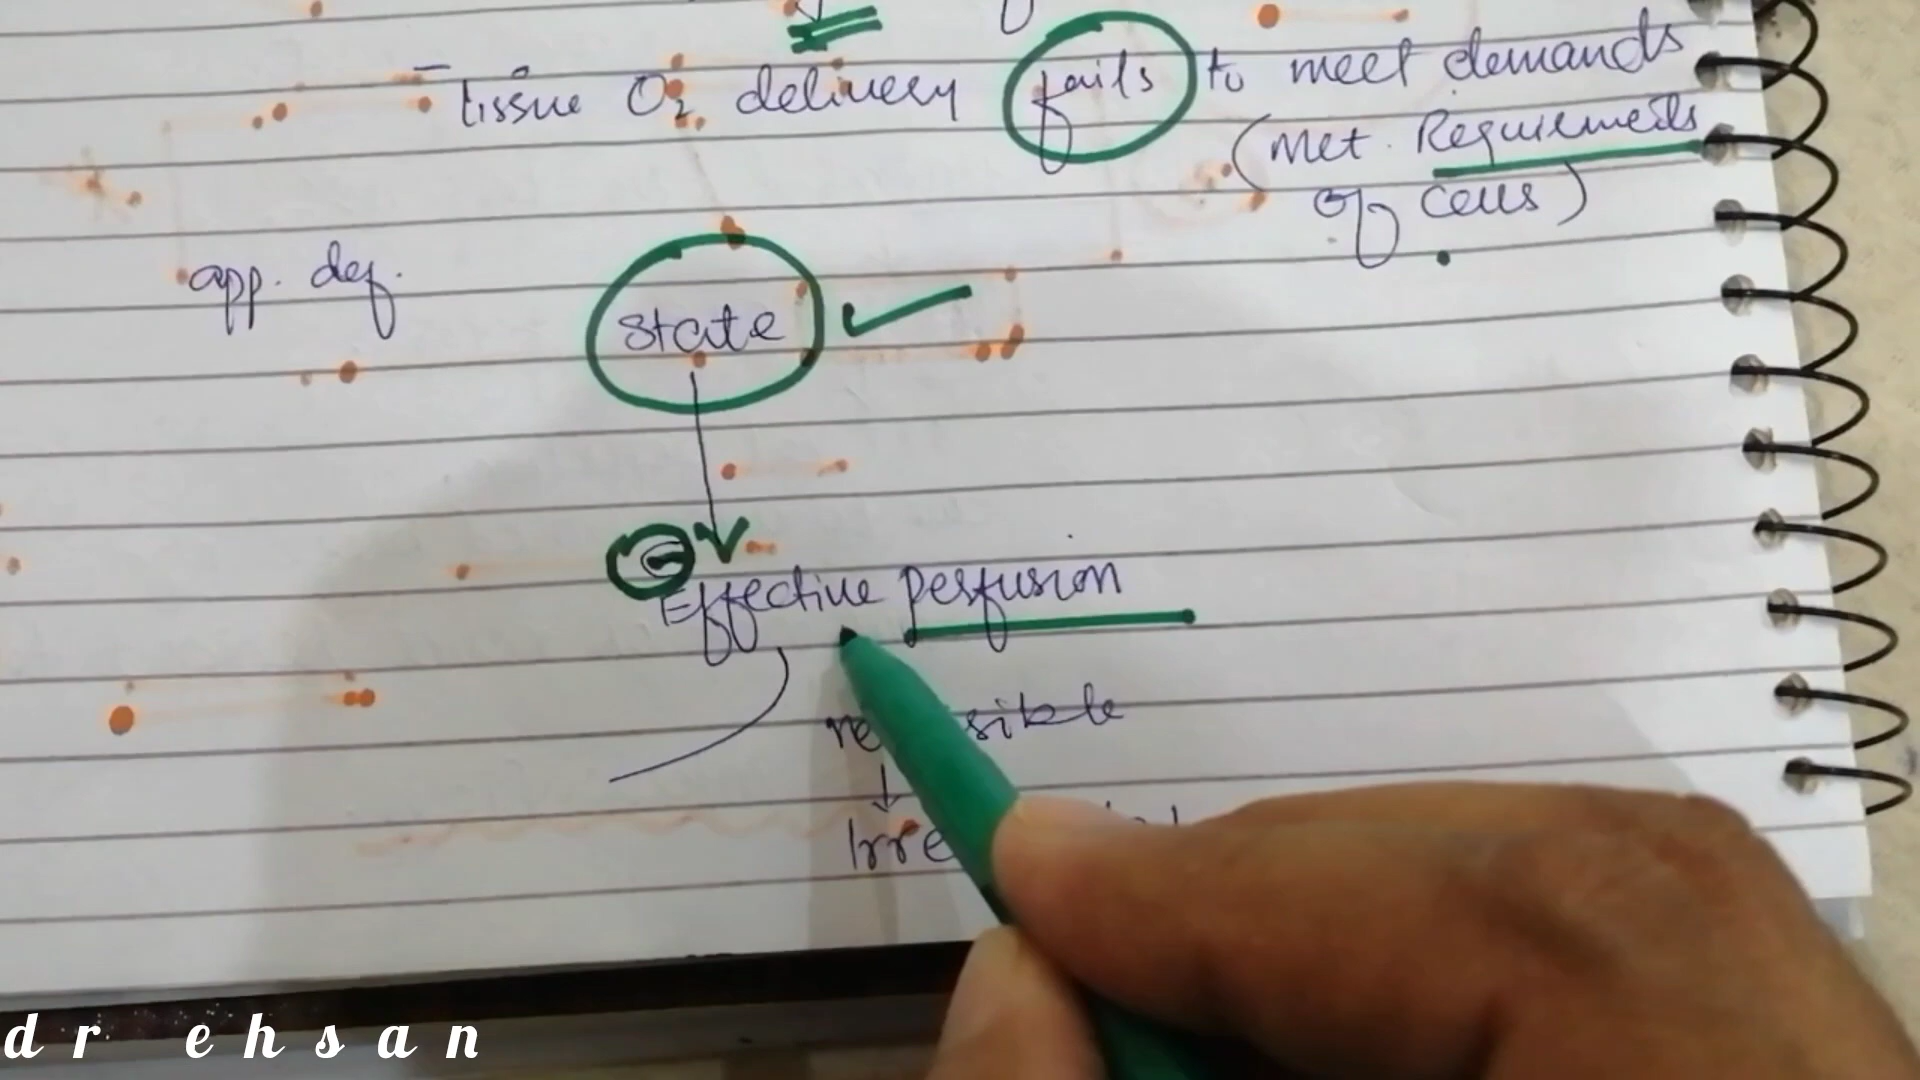 - tissue O2 delivery fails to meet demands
(Met. Requirements
of cells)
app. def.
state
Effective perfusion
Irre
dr ehsan